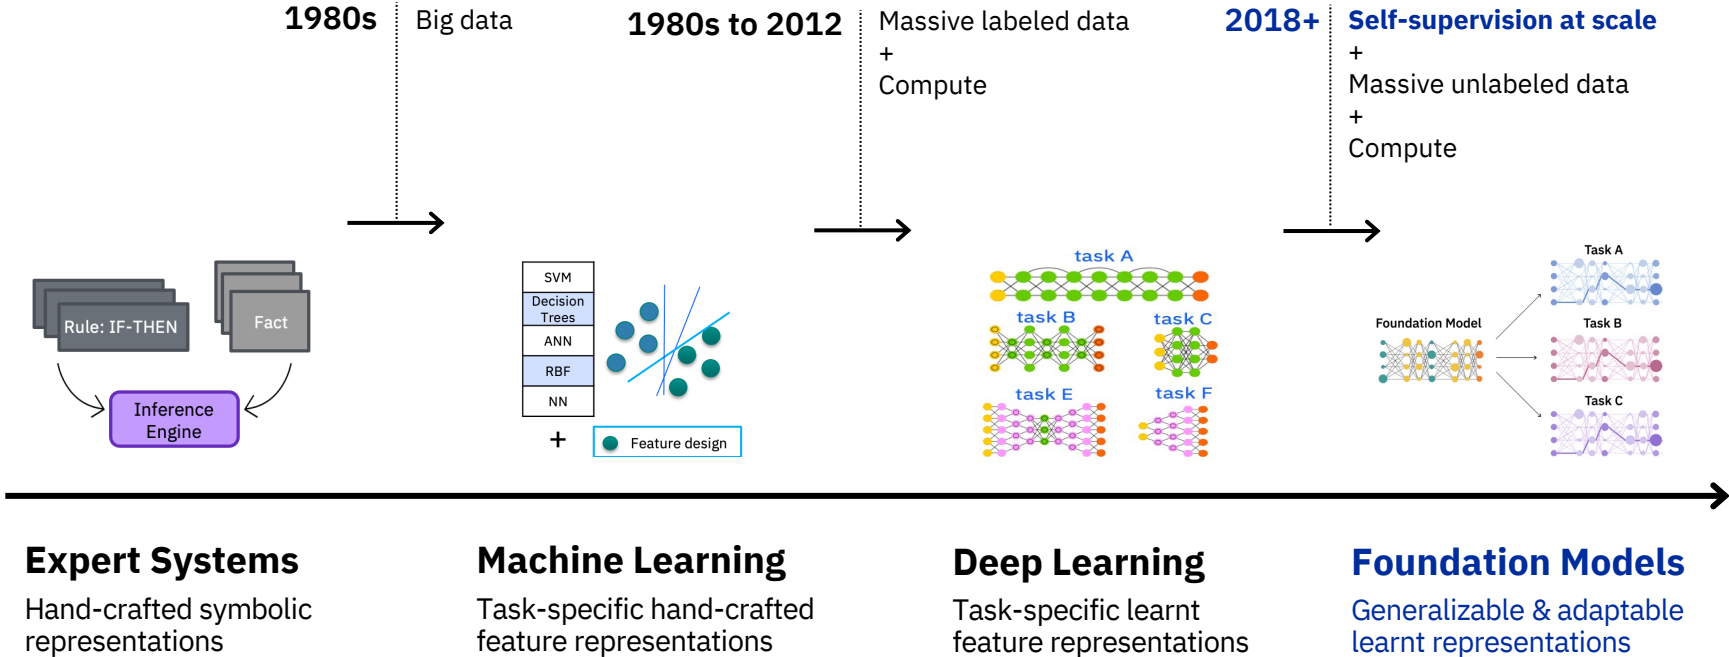 1980s
Big data
1980s to 2012
Massive labeled data
+
Compute
2018+
Self-supervision at scale
+
Massive unlabeled data
+
Compute
Rule: IF-THEN
Fact
Inference
Engine
SVM
Decision
Trees
ANN
RBF
NN
+
Feature design
task A
task B
task C
task E
task F
Foundation Model
Task A
Task B
Task C
Expert Systems
Hand-crafted symbolic
representations
Machine Learning
Task-specific hand-crafted
feature representations
Deep Learning
Task-specific learnt
feature representations
Foundation Models
Generalizable & adaptable
learnt representations